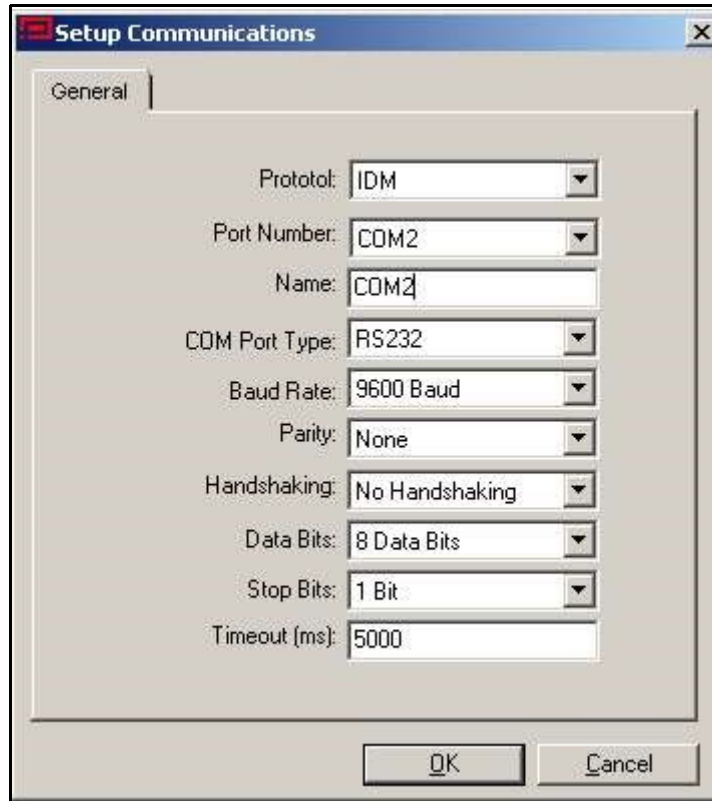 Setup Communications
General
Prototol: IDM
Port Number: COM2
Name: COM2
COM Port Type: RS232
Baud Rate: 9600 Baud
Parity: None
Handshaking: No Handshaking
Data Bits: 8 Data Bits
Stop Bits: 1 Bit
Timeout (ms): 5000
OK Cancel